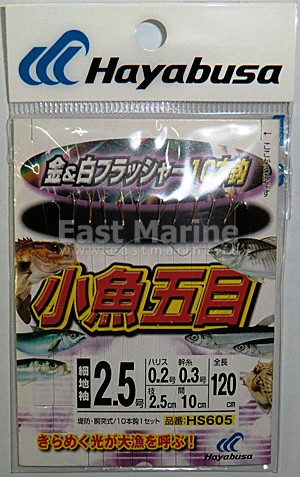 Hayabusa
金&白フラッシャー10本鈎
East Marine
小魚五目
細地袖 2.5号
ハリス 0.2号 幹糸 0.3号 全長 120cm
枝 2.5cm 間 10cm
堤防・胴突式/10本鈎1セット 品番:HS605
きらめく光が大漁を呼ぶ!